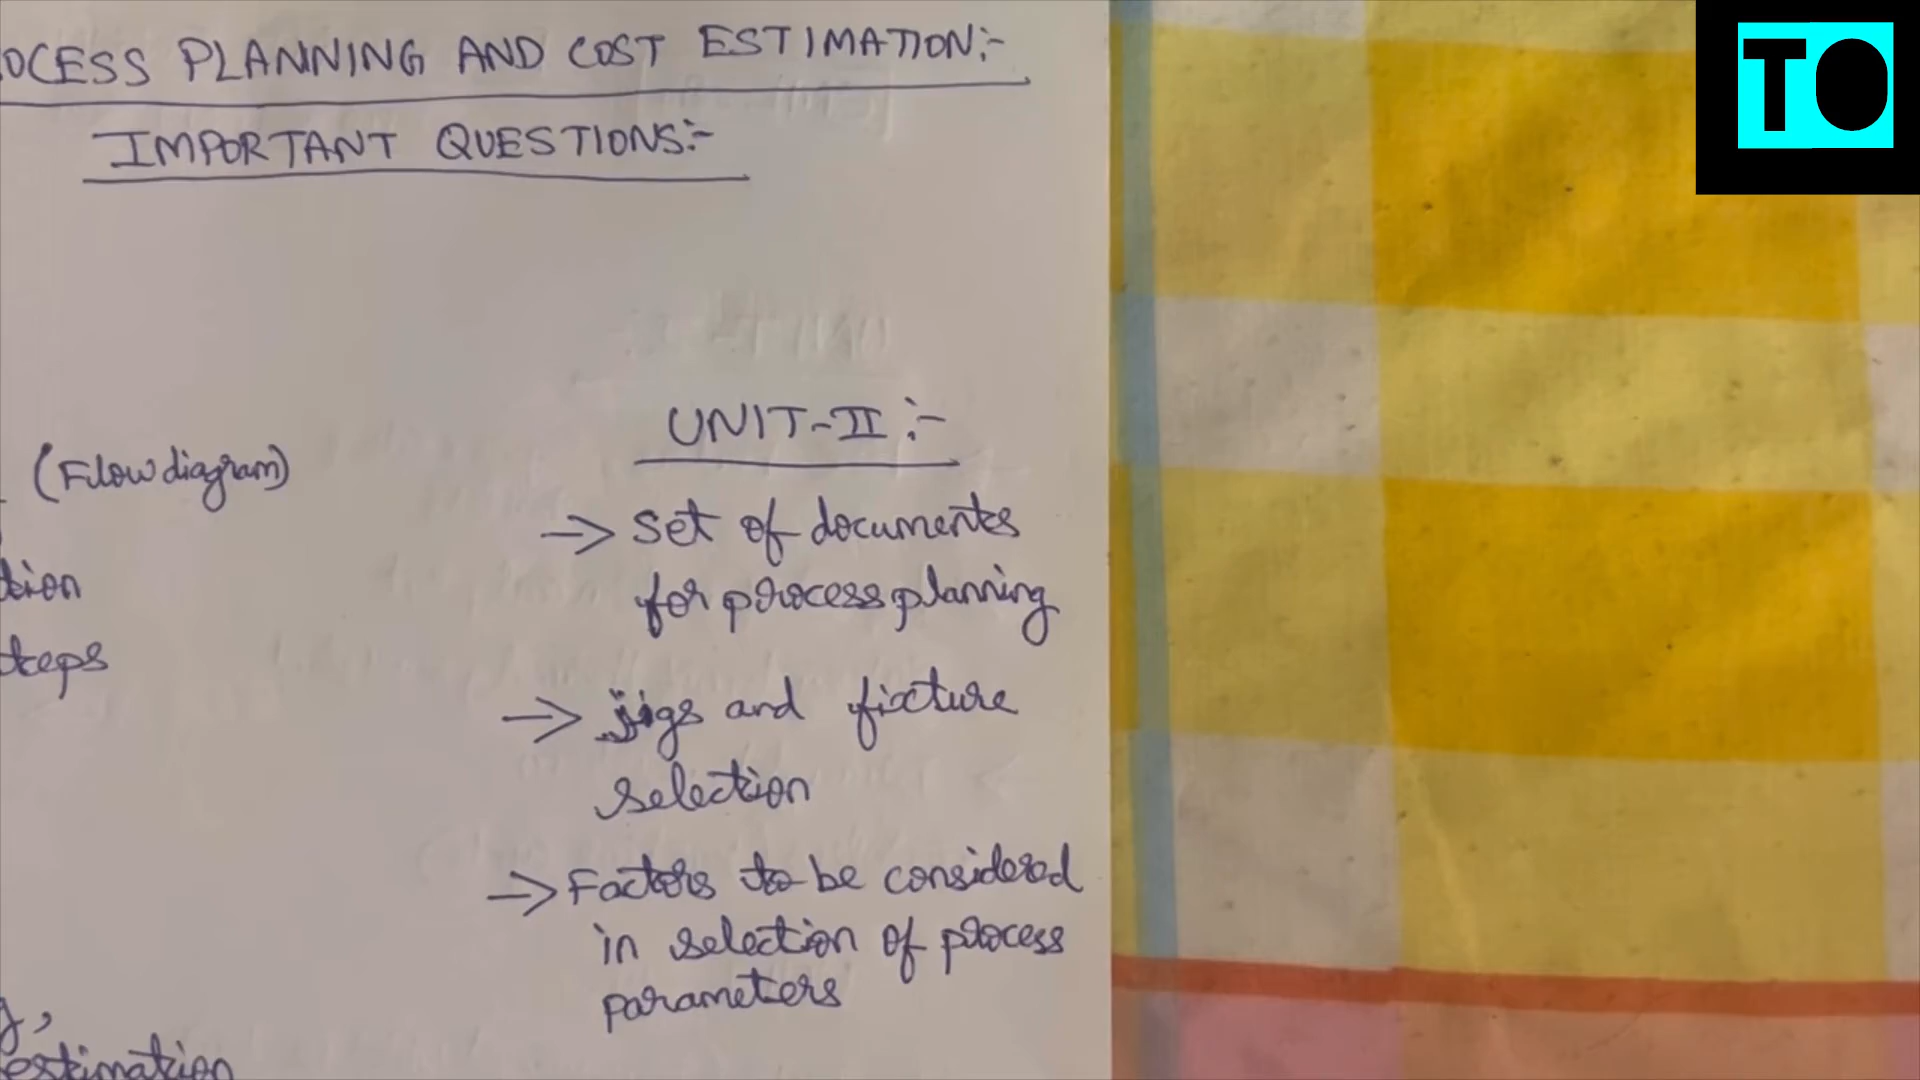 OCESS PLANNING AND COST ESTIMATION:-
IMPORTANT QUESTIONS:-
(Flow diagram)
tion
teps
estimation
UNIT-II :-
→ Set of documents
for process planning
→ jigs and fixture
selection
→ Factors to be considered
in selection of process
parameters
TO